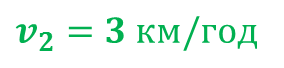 v₂ = 3 км/год